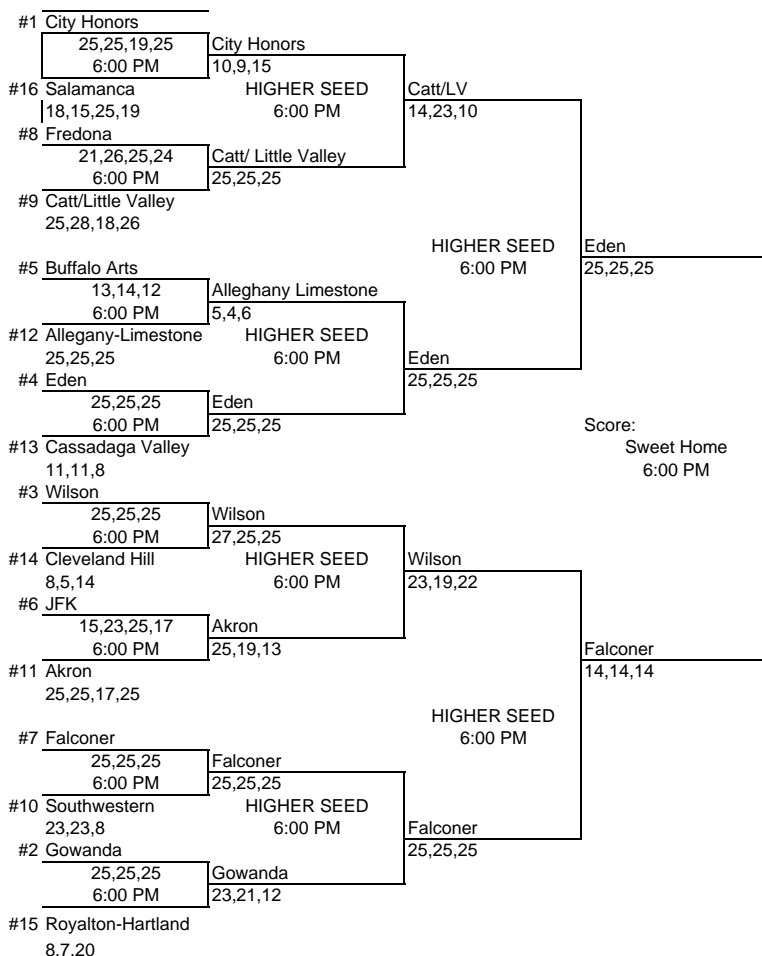 #1 City Honors
25,25,19,25 City Honors
6:00 PM 10,9,15
#16 Salamanca HIGHER SEED Catt/LV
18,15,25,19 6:00 PM 14,23,10
#8 Fredona
21,26,25,24 Catt/ Little Valley
6:00 PM 25,25,25
#9 Catt/Little Valley
25,28,18,26
HIGHER SEED Eden
#5 Buffalo Arts 6:00 PM 25,25,25
13,14,12 Alleghany Limestone
6:00 PM 5,4,6
#12 Allegany-Limestone HIGHER SEED
25,25,25 6:00 PM Eden
#4 Eden 25,25,25
25,25,25 Eden
6:00 PM 25,25,25 Score:
#13 Cassadaga Valley Sweet Home
11,11,8 6:00 PM
#3 Wilson
25,25,25 Wilson
6:00 PM 27,25,25
#14 Cleveland Hill HIGHER SEED Wilson
8,5,14 6:00 PM 23,19,22
#6 JFK
15,23,25,17 Akron
6:00 PM 25,19,13 Falconer
#11 Akron 14,14,14
25,25,17,25
HIGHER SEED
#7 Falconer 6:00 PM
25,25,25 Falconer
6:00 PM 25,25,25
#10 Southwestern HIGHER SEED
23,23,8 6:00 PM Falconer
#2 Gowanda 25,25,25
25,25,25 Gowanda
6:00 PM 23,21,12
#15 Royalton-Hartland
8,7,20